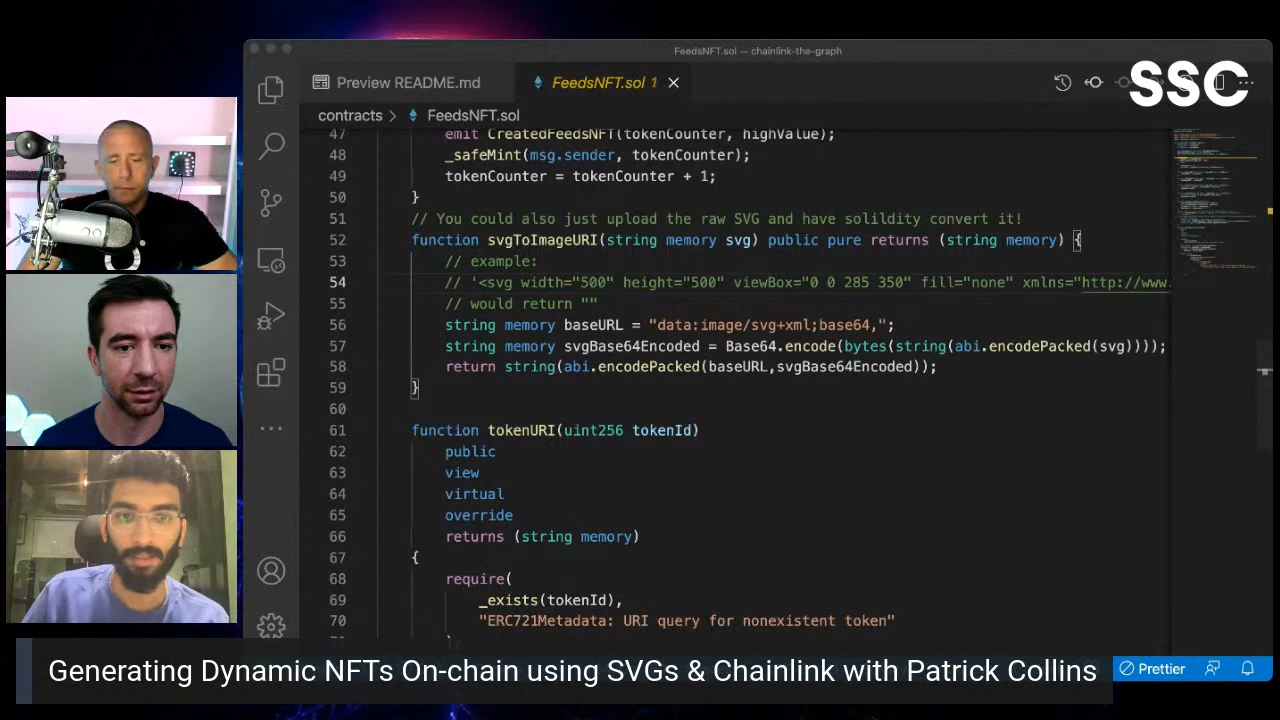 FeedsNFT.sol — chainlink-the-graph
SSC
Preview README.md
FeedsNFT.sol 1
contracts > FeedsNFT.sol
47 emit CreatedFeedsNFT(tokenCounter, highValue);
48 _safeMint(msg.sender, tokenCounter);
49 tokenCounter = tokenCounter + 1;
50 }
51 // You could also just upload the raw SVG and have solildity convert it!
52 function svgToImageURI(string memory svg) public pure returns (string memory) {
53 // example:
54 // '<svg width="500" height="500" viewBox="0 0 285 350" fill="none" xmlns="http://www.
55 // would return ""
56 string memory baseURL = "data:image/svg+xml;base64,";
57 string memory svgBase64Encoded = Base64.encode(bytes(string(abi.encodePacked(svg))));
58 return string(abi.encodePacked(baseURL,svgBase64Encoded));
59 }
60
61 function tokenURI(uint256 tokenId)
62 public
63 view
64 virtual
65 override
66 returns (string memory)
67 {
68 require(
69 _exists(tokenId),
70 "ERC721Metadata: URI query for nonexistent token"
Generating Dynamic NFTs On-chain using SVGs & Chainlink with Patrick Collins
Prettier